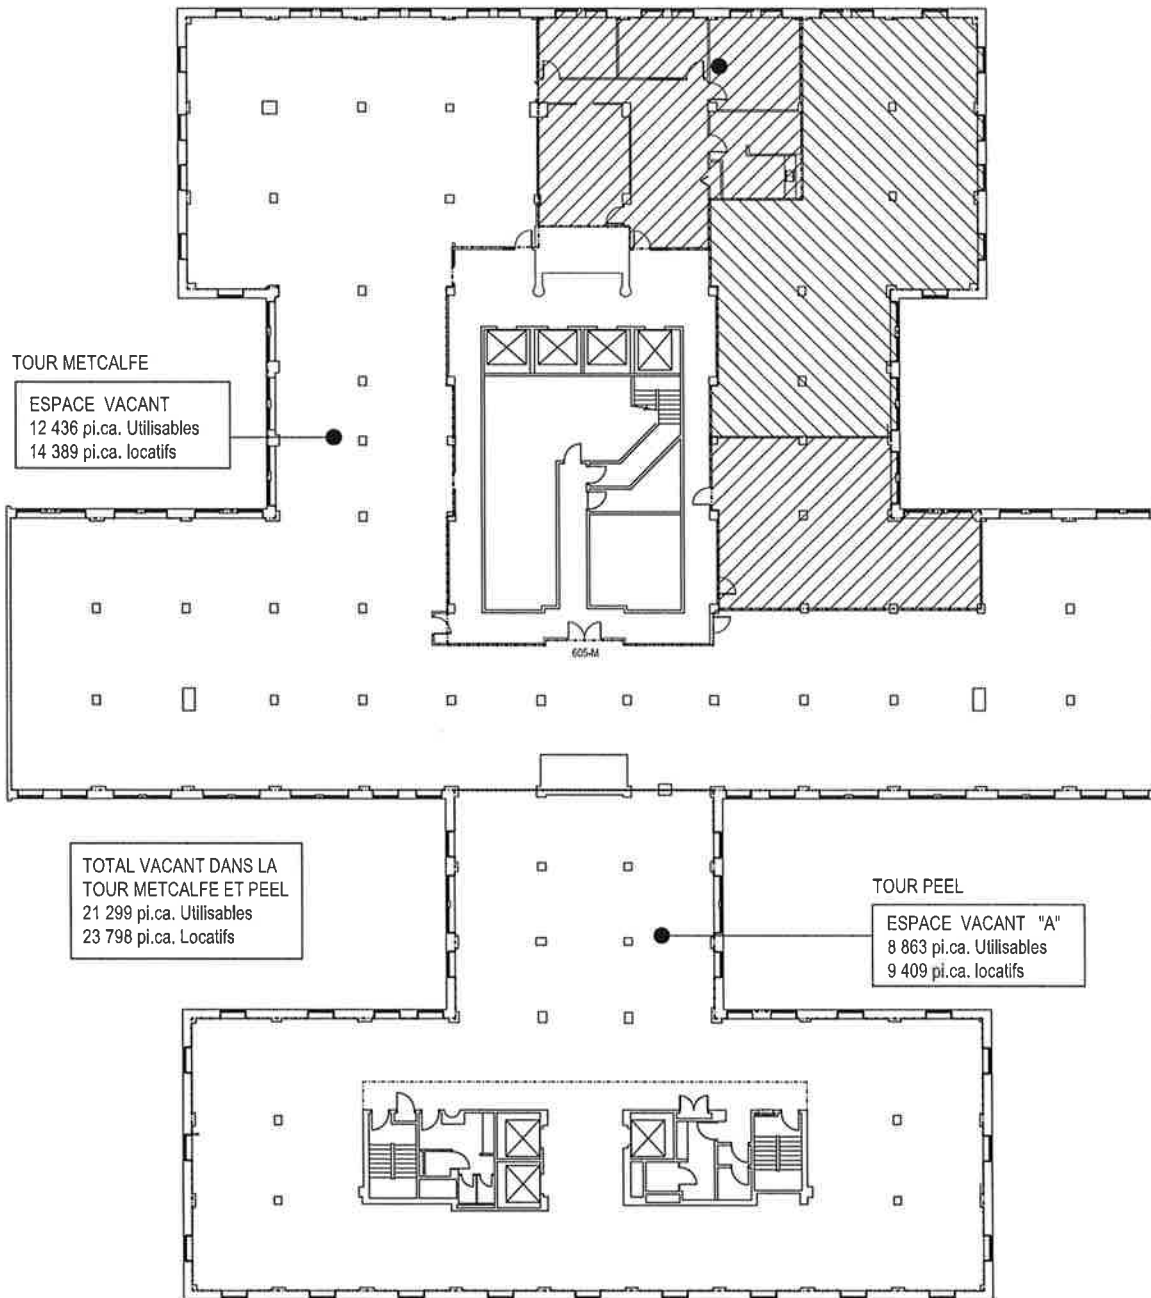 TOUR METCALFE
ESPACE VACANT
12 436 pi.ca. Utilisables
14 389 pi.ca. locatifs
605-M
TOTAL VACANT DANS LA
TOUR METCALFE ET PEEL
21 299 pi.ca. Utilisables
23 798 pi.ca. Locatifs
TOUR PEEL
ESPACE VACANT "A"
8 863 pi.ca. Utilisables
9 409 pi.ca. locatifs